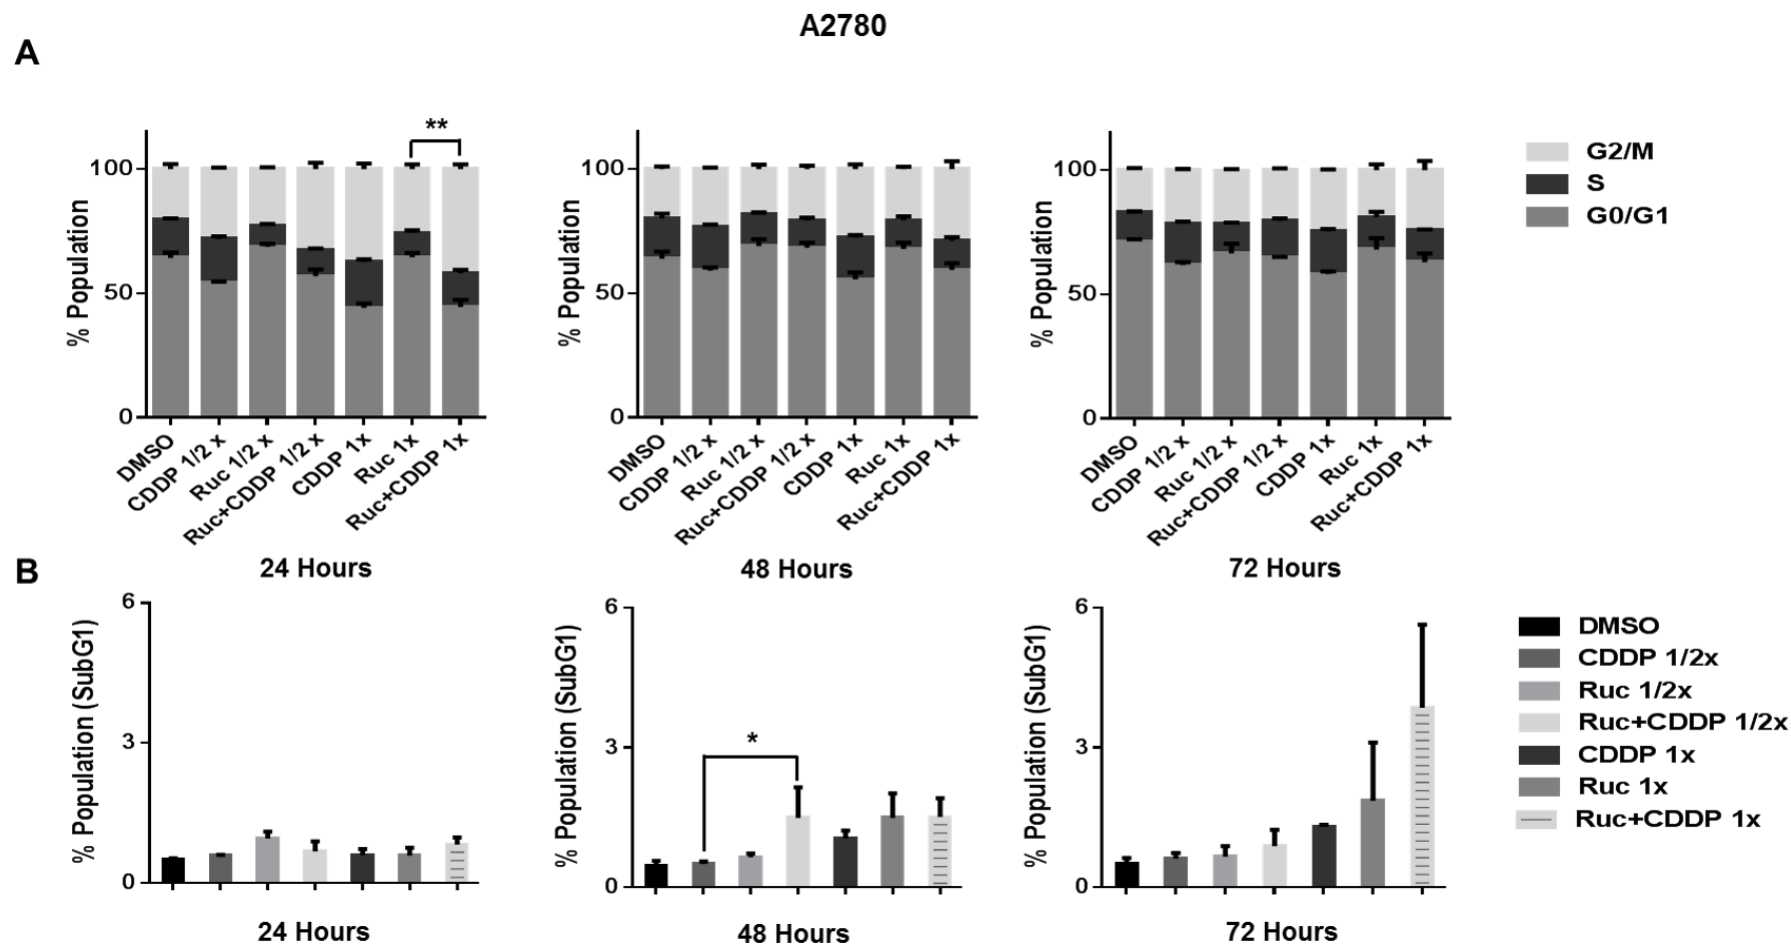 A2780
A
**
% Population
100
50
0
DMSO
CDDP 1/2 x
Ruc 1/2 x
Ruc+CDDP 1/2 x
CDDP 1x
Ruc 1x
Ruc+CDDP 1x
24 Hours
% Population
100
50
0
DMSO
CDDP 1/2 x
Ruc 1/2 x
Ruc+CDDP 1/2 x
CDDP 1x
Ruc 1x
Ruc+CDDP 1x
48 Hours
% Population
100
50
0
DMSO
CDDP 1/2 x
Ruc 1/2 x
Ruc+CDDP 1/2 x
CDDP 1x
Ruc 1x
Ruc+CDDP 1x
72 Hours
G2/M
S
G0/G1
B
% Population (SubG1)
6
3
0
24 Hours
% Population (SubG1)
6
3
0
*
48 Hours
% Population (SubG1)
6
3
0
72 Hours
DMSO
CDDP 1/2x
Ruc 1/2x
Ruc+CDDP 1/2x
CDDP 1x
Ruc 1x
Ruc+CDDP 1x